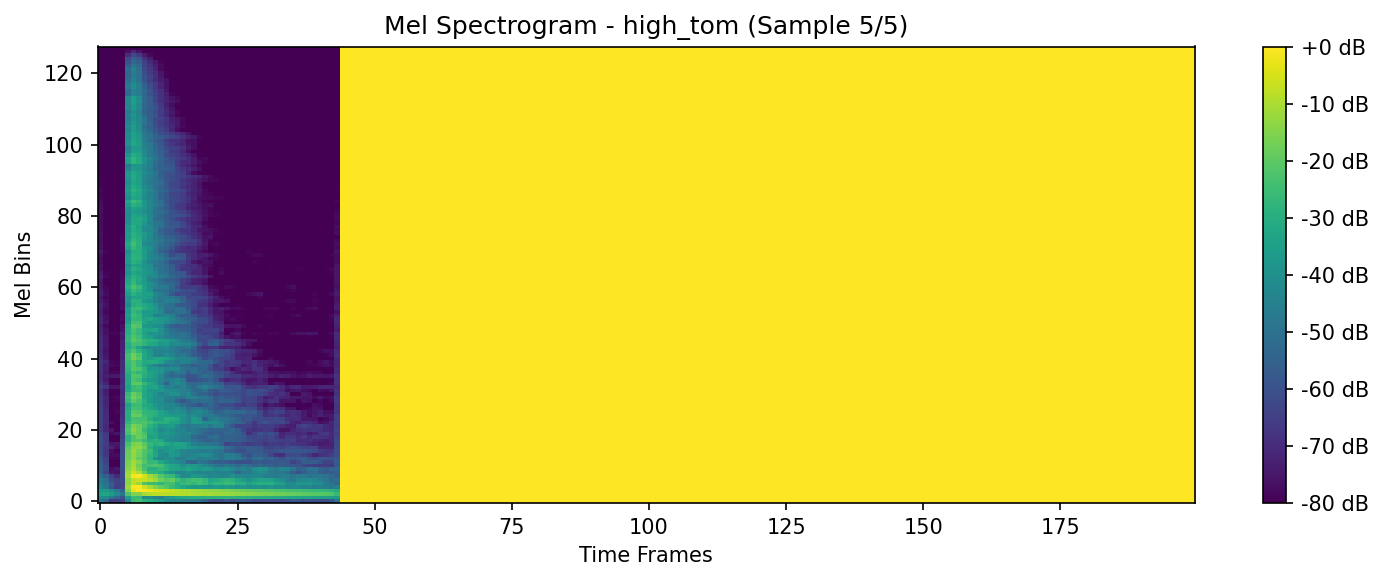 Mel Spectrogram - high_tom (Sample 5/5)
Mel Bins
120
100
80
60
40
20
0
0 25 50 75 100 125 150 175
Time Frames
+0 dB
-10 dB
-20 dB
-30 dB
-40 dB
-50 dB
-60 dB
-70 dB
-80 dB